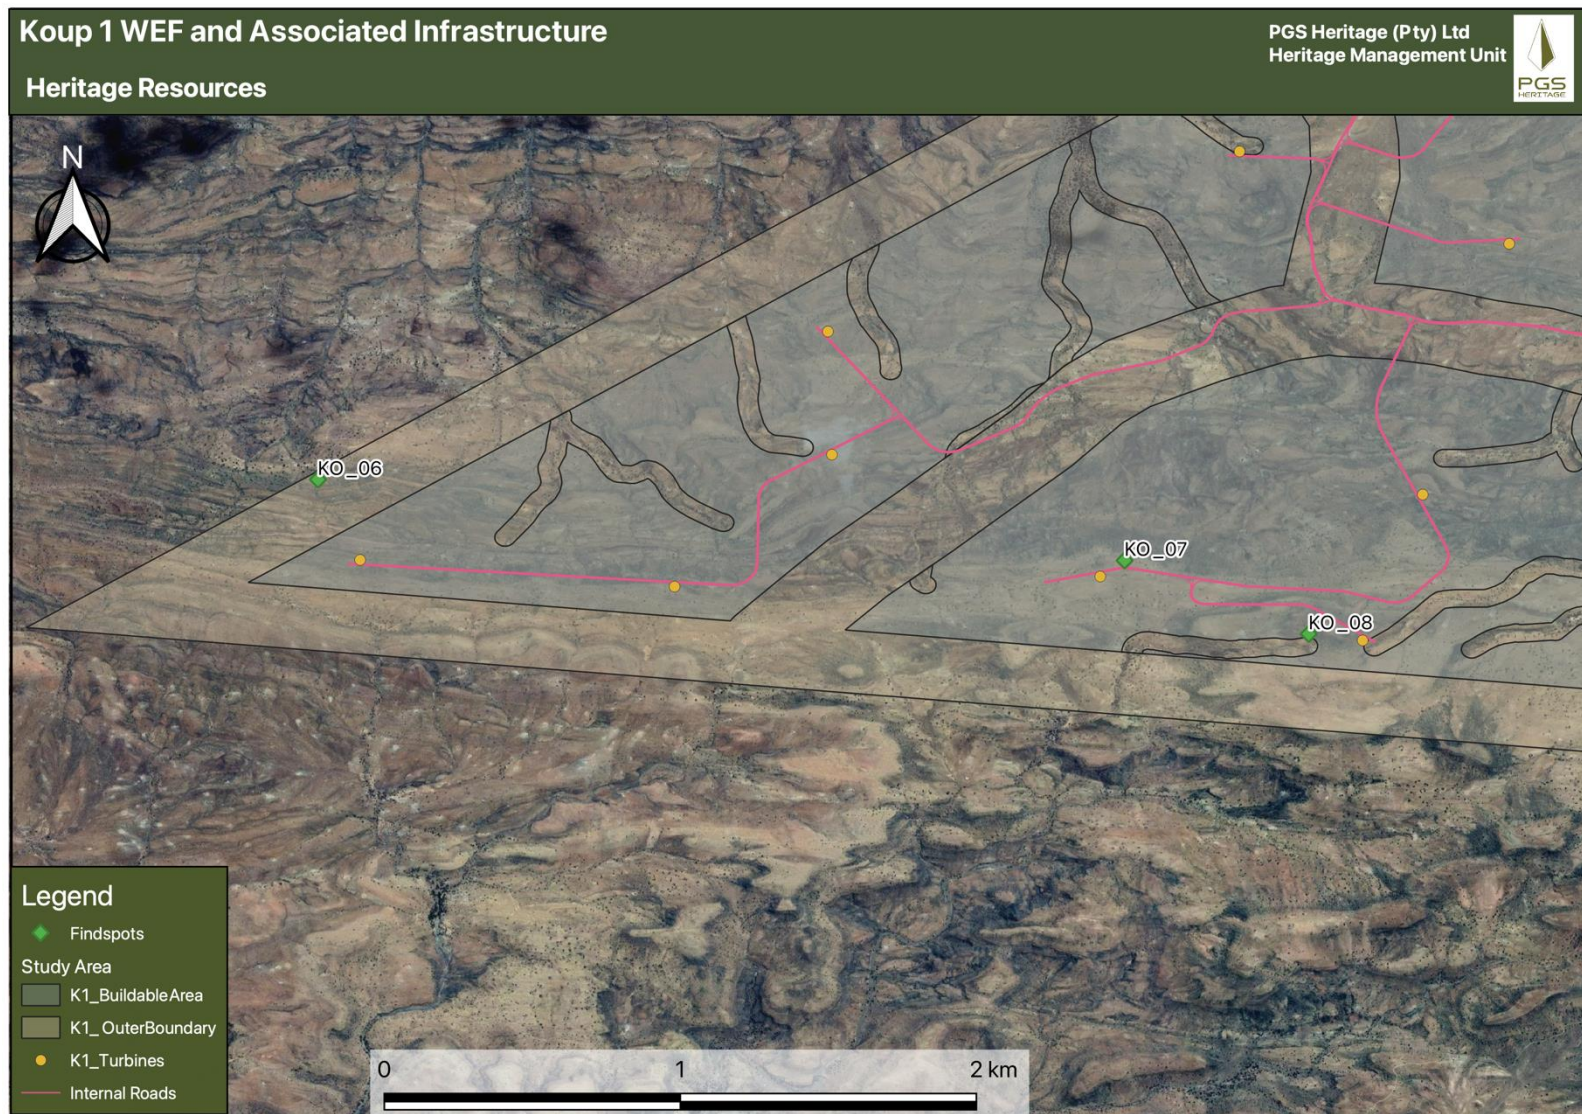 Koup 1 WEF and Associated Infrastructure
Heritage Resources
PGS Heritage (Pty) Ltd
Heritage Management Unit
PGS
HERITAGE
N
KO_06
KO_07
KO_08
Legend
Findspots
Study Area
K1_BuildableArea
K1_OuterBoundary
K1_Turbines
Internal Roads
0 1 2 km